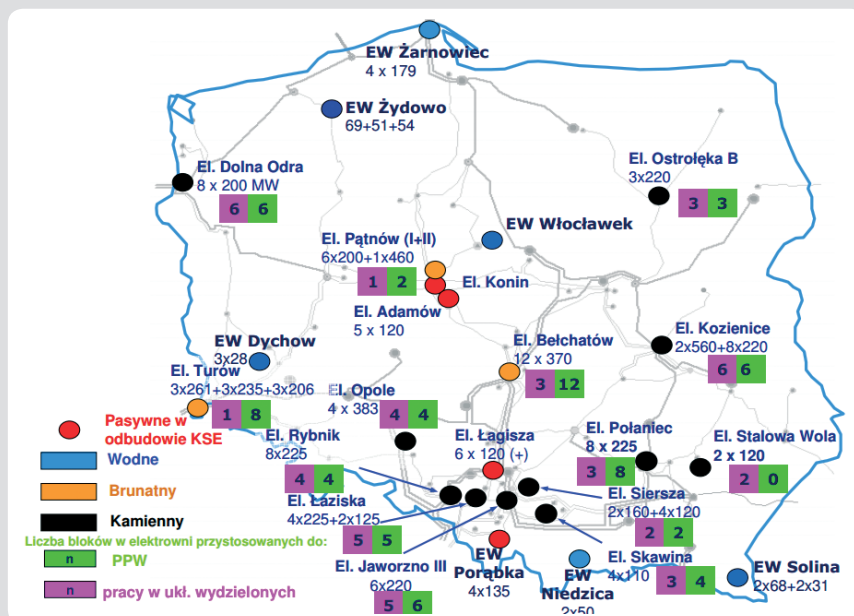 EW Żarnowiec
4 x 179
EW Żydowo
69+51+54
El. Dolna Odra
8 x 200 MW
6 6
El. Ostrołęka B
3x220
3 3
EW Włocławek
El. Pątnów (I+II)
6x200+1x460
1 2
El. Konin
El. Adamów
5 x 120
EW Dychow
3x28
El. Turów
3x261+3x235+3x206
1 8
El. Bełchatów
12 x 370
3 12
El. Kozienice
2x560+8x220
6 6
El. Opole
4 x 383
4 4
El. Rybnik
8x225
4 4
El. Łagisza
6 x 120 (+)
El. Połaniec
8 x 225
3 8
El. Stalowa Wola
2 x 120
2 0
El. Łaziska
4x225+2x125
5 5
El. Siersza
2x160+4x120
2 2
El. Jaworzno III
6x220
5 6
EW
Porąbka
4x135
EW
Niedzica
2x50
El. Skawina
4x110
3 4
EW Solina
2x68+2x31
Pasywne w
odbudowie KSE
Wodne
Brunatny
Kamienny
Liczba bloków w elektrowni przystosowanych do:
n PPW
n pracy w ukł. wydzielonych